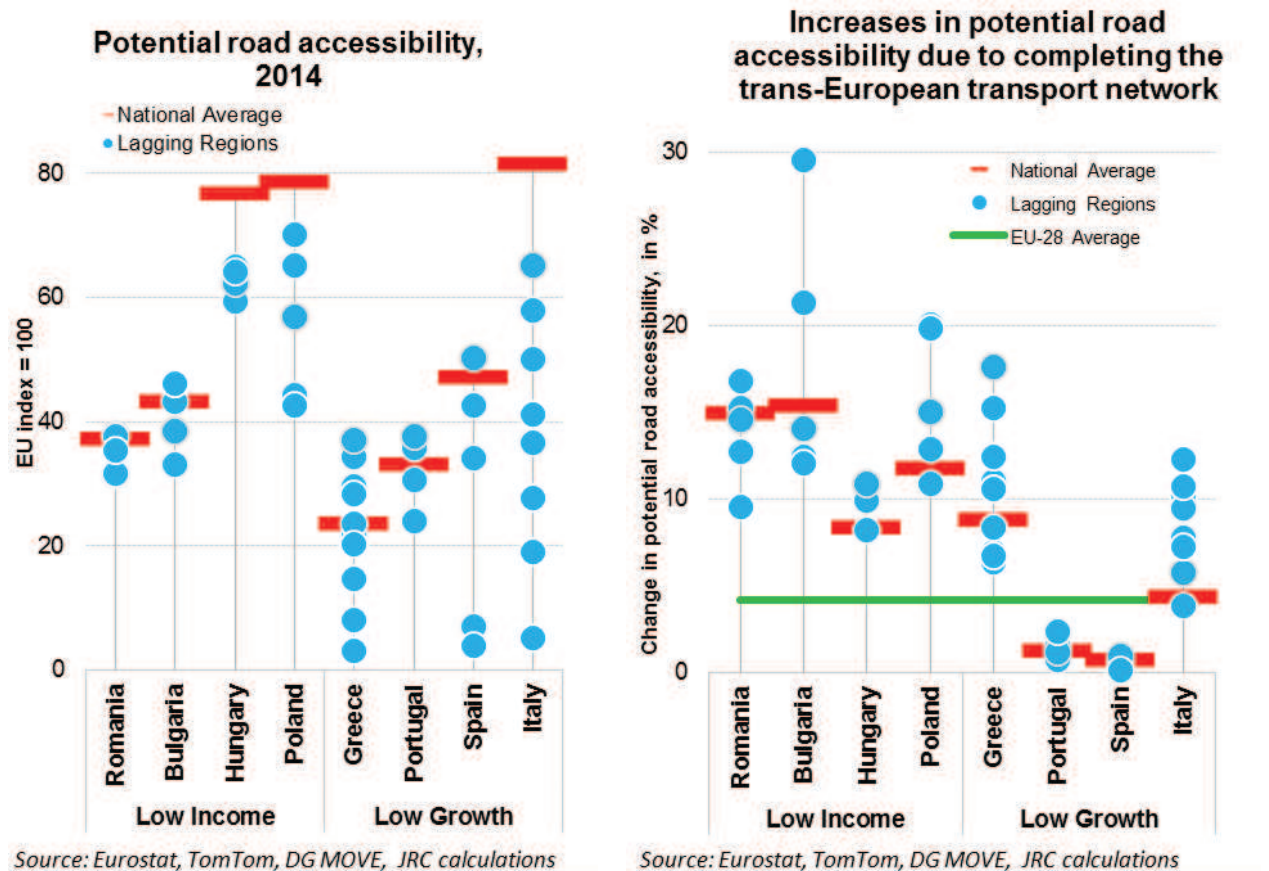 Potential road accessibility,
2014
National Average
Lagging Regions
EU index = 100
80
60
40
20
0
Romania
Bulgaria
Hungary
Poland
Greece
Portugal
Spain
Italy
Low Income
Low Growth
Source: Eurostat, TomTom, DG MOVE, JRC calculations
Increases in potential road
accessibility due to completing the
trans-European transport network
National Average
Lagging Regions
EU-28 Average
Change in potential road accessibility, in %
30
20
10
0
Romania
Bulgaria
Hungary
Poland
Greece
Portugal
Spain
Italy
Low Income
Low Growth
Source: Eurostat, TomTom, DG MOVE, JRC calculations